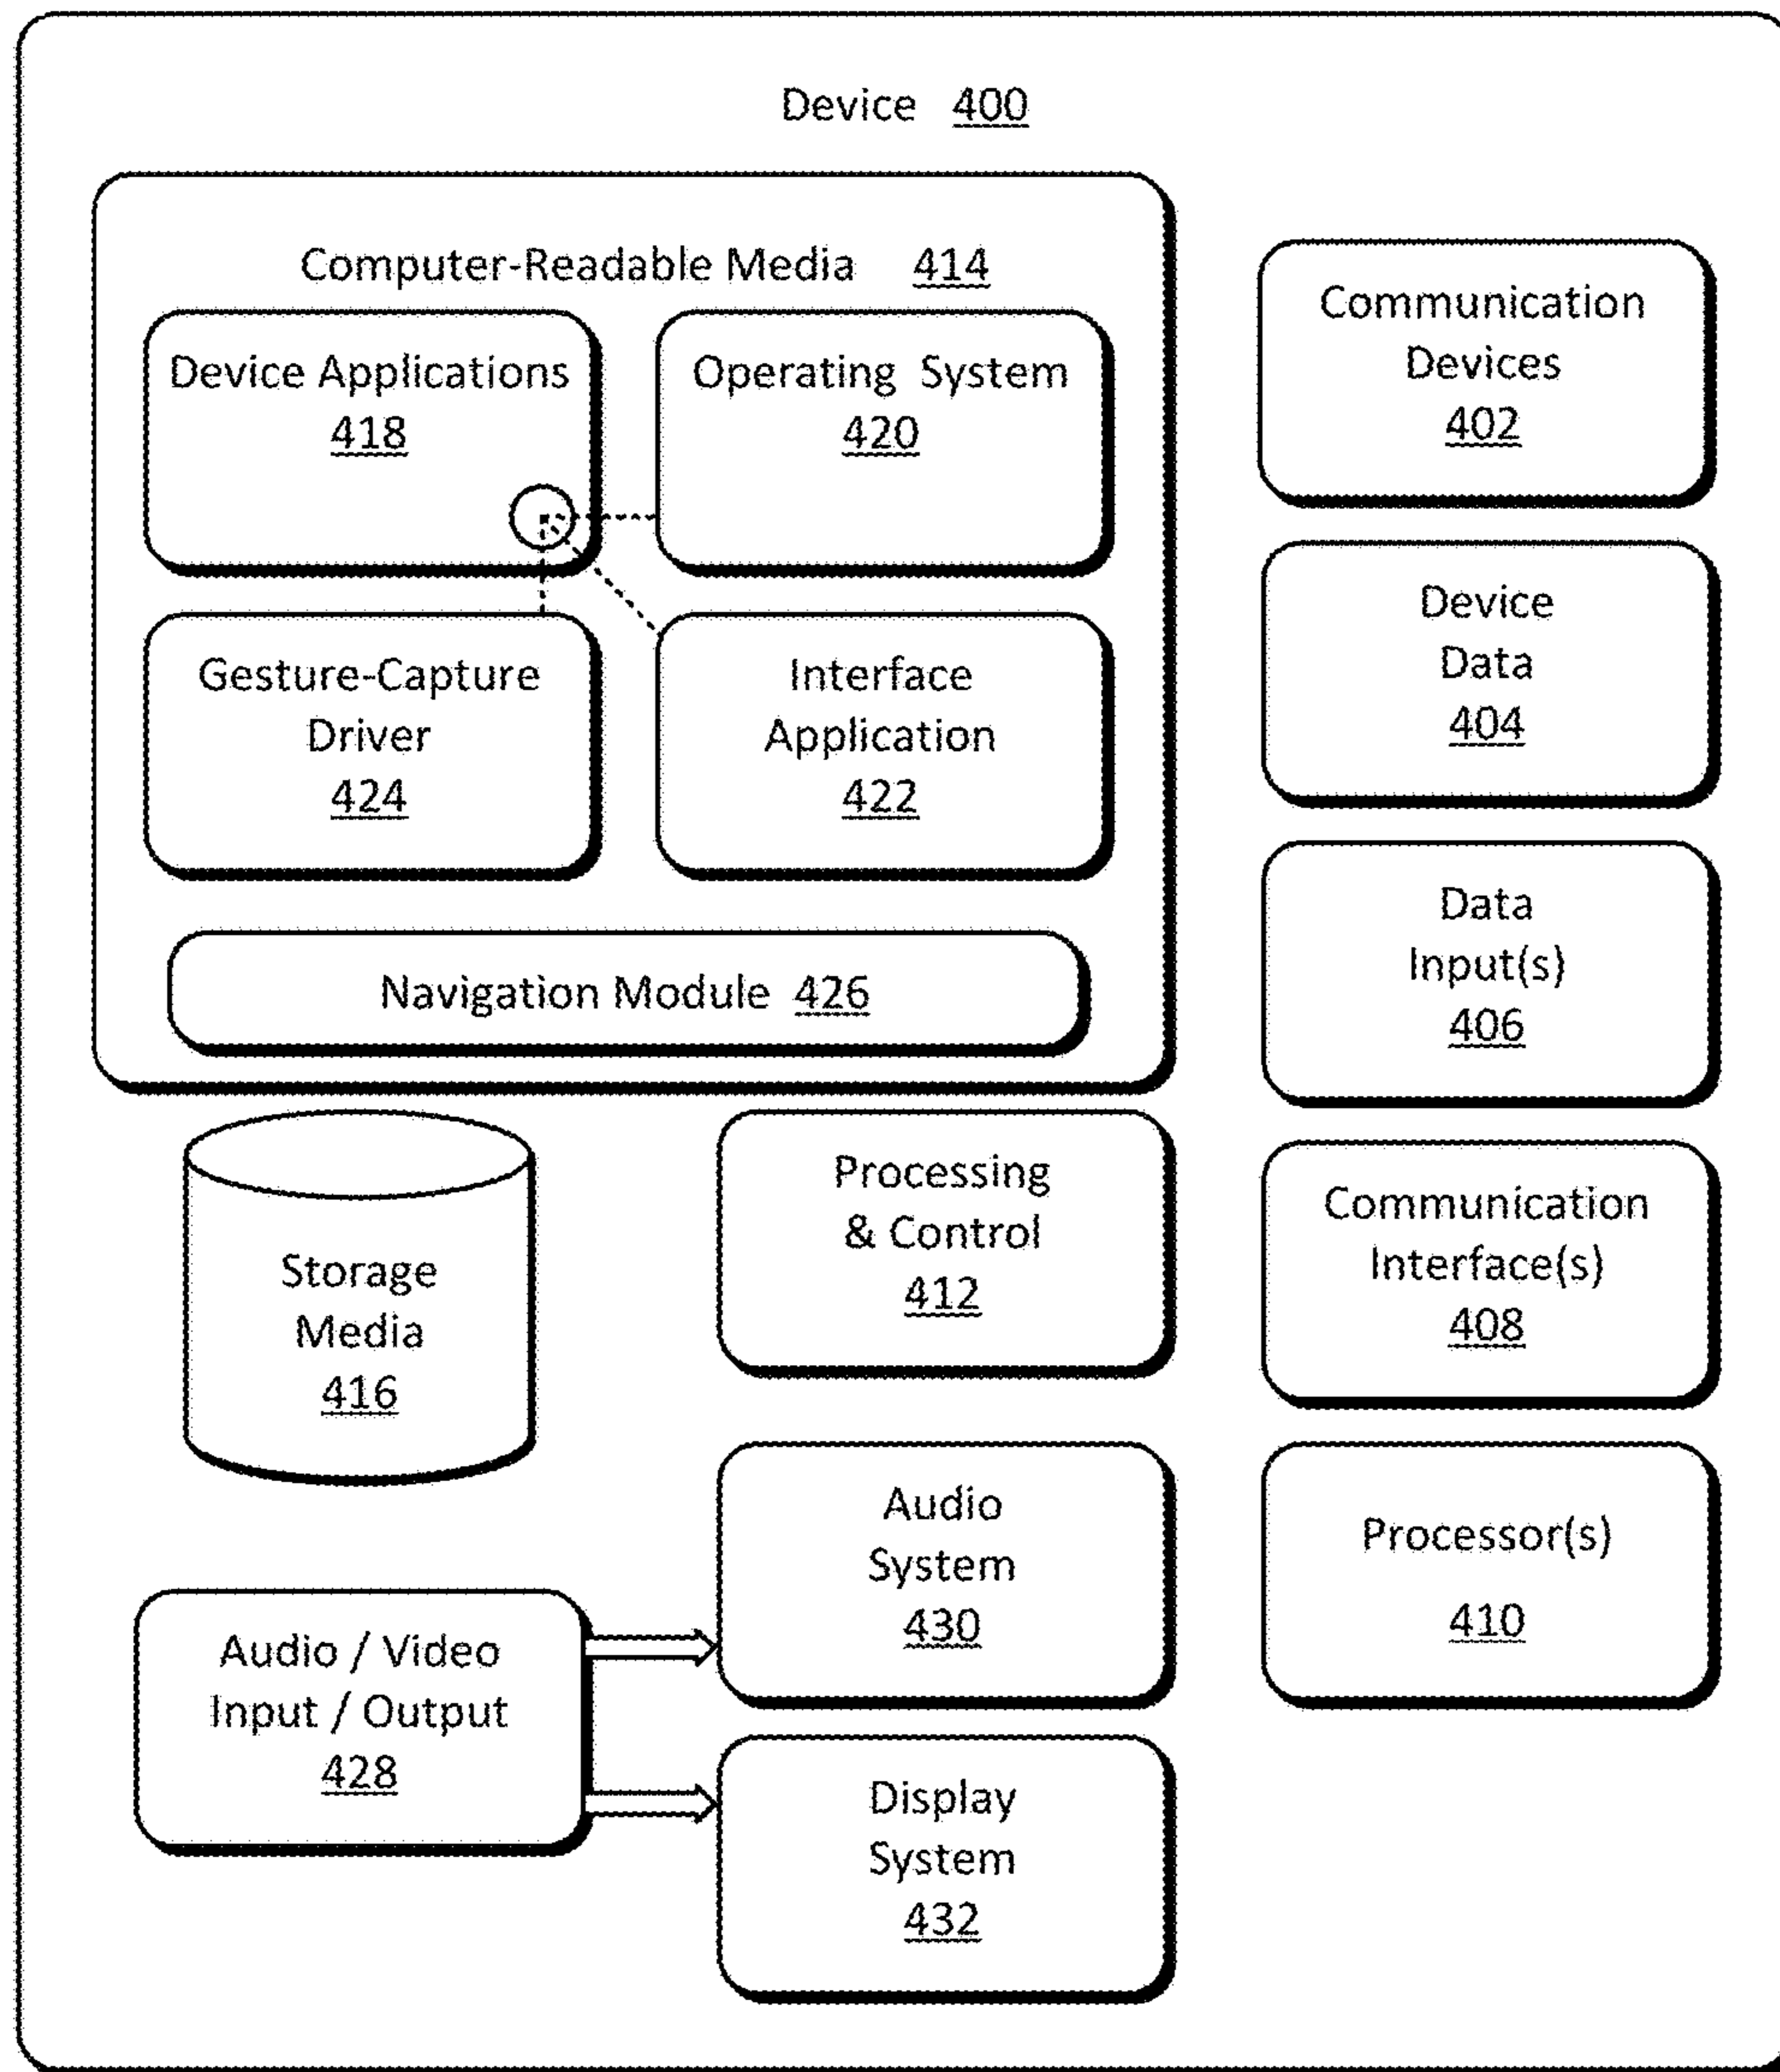 Device 400
Computer-Readable Media 414
Device Applications
418
Operating System
420
Gesture-Capture
Driver
424
Interface
Application
422
Navigation Module 426
Communication
Devices
402
Device
Data
404
Data
Input(s)
406
Communication
Interface(s)
408
Processor(s)
410
Storage
Media
416
Processing
& Control
412
Audio / Video
Input / Output
428
Audio
System
430
Display
System
432